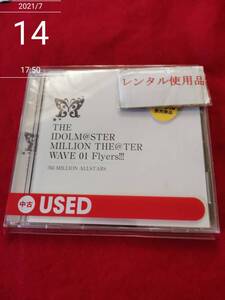 2021/7
14
17:50
レンタル使用品
THE
IDOLM@STER
MILLION THE@TER
WAVE 01 Flyers!!!
765 MILLION ALLSTARS
中古
USED